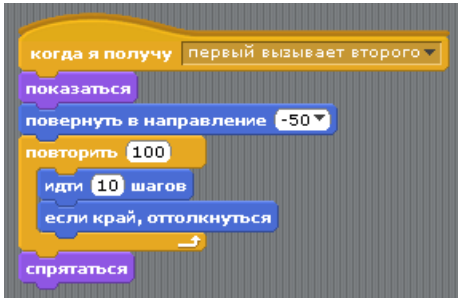 когда я получу первый вызывает второго
показаться
повернуть в направление -50
повторить 100
идти 10 шагов
если край, оттолкнуться
спрятаться